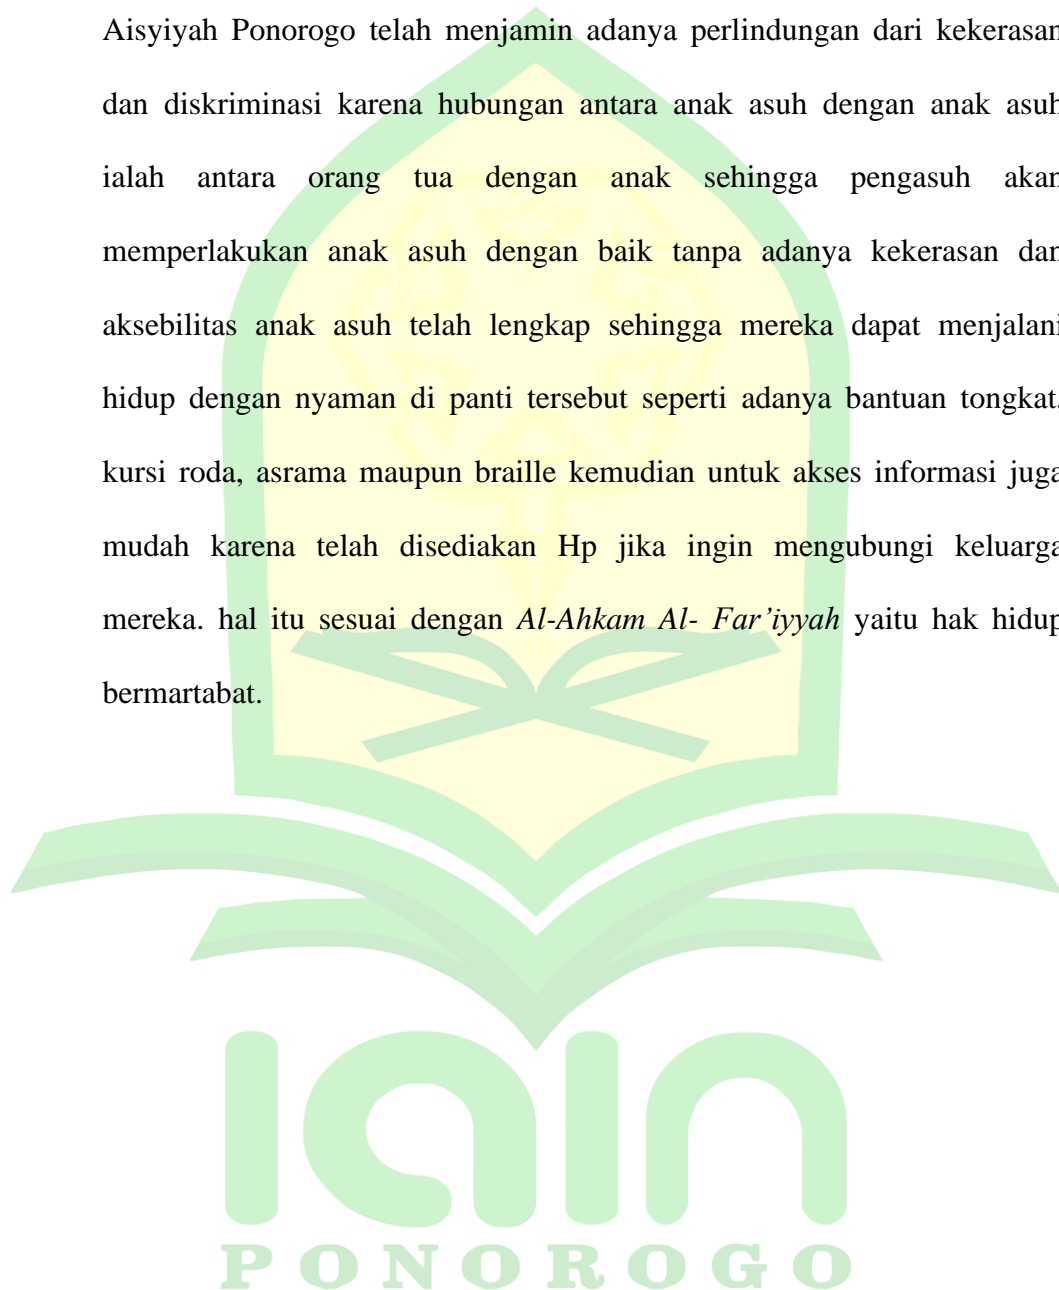 Aisyiyah Ponorogo telah menjamin adanya perlindungan dari kekerasan
dan diskriminasi karena hubungan antara anak asuh dengan anak asuh
ialah antara orang tua dengan anak sehingga pengasuh akan
memperlakukan anak asuh dengan baik tanpa adanya kekerasan dan
aksebilitas anak asuh telah lengkap sehingga mereka dapat menjalani
hidup dengan nyaman di panti tersebut seperti adanya bantuan tongkat,
kursi roda, asrama maupun braille kemudian untuk akses informasi juga
mudah karena telah disediakan Hp jika ingin mengubungi keluarga
mereka. hal itu sesuai dengan Al-Ahkam Al- Far’iyyah yaitu hak hidup
bermartabat.
IAIN
PONOROGO